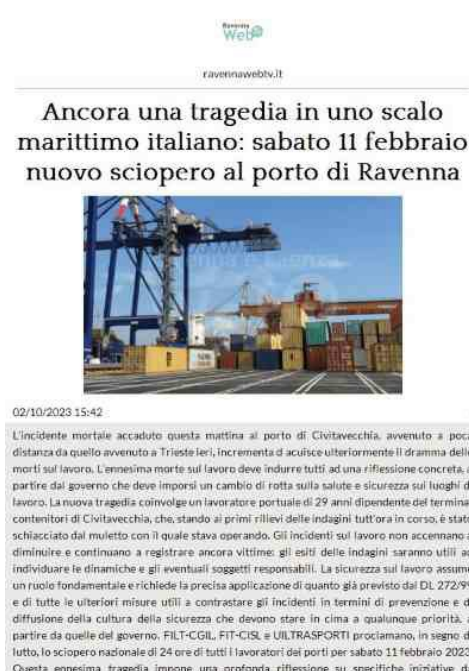 Ravenna
Web
ravennawebtv.it
Ancora una tragedia in uno scalo
marittimo italiano: sabato 11 febbraio
nuovo sciopero al porto di Ravenna
02/10/2023 15:42
L'incidente mortale accaduto questa mattina al porto di Civitavecchia, avvenuto a poca
distanza da quello avvenuto a Trieste ieri, incrementa d acuisce ulteriormente il dramma delle
morti sul lavoro. L'ennesima morte sul lavoro deve indurre tutti ad una riflessione concreta, a
partire dal governo che deve imporsi un cambio di rotta sulla salute e sicurezza sui luoghi d
lavoro. La nuova tragedia coinvolge un lavoratore portuale di 29 anni dipendente del termina
contenitori di Civitavecchia, che, stando ai primi rilievi delle indagini tutt'ora in corso, è stato
schiacciato dal muletto con il quale stava operando. Gli incidenti sul lavoro non accennano a
diminuire e continuano a registrare ancora vittime: gli esiti delle indagini saranno utili ad
individuare le dinamiche e gli eventuali soggetti responsabili. La sicurezza sul lavoro assume
un ruolo fondamentale e richiede la precisa applicazione di quanto già previsto dal DL 272/99
e di tutte le ulteriori misure utili a contrastare gli incidenti in termini di prevenzione e d
diffusione della cultura della sicurezza che devono stare in cima a qualunque priorità, a
partire da quelle del governo. FILT-CGIL, FIT-CISL e UILTRASPORTI proclamano, in segno d
lutto, lo sciopero nazionale di 24 ore di tutti i lavoratori dei porti per sabato 11 febbraio 2023
Questa ennesima tragedia impone una profonda riflessione su specifiche iniziative a